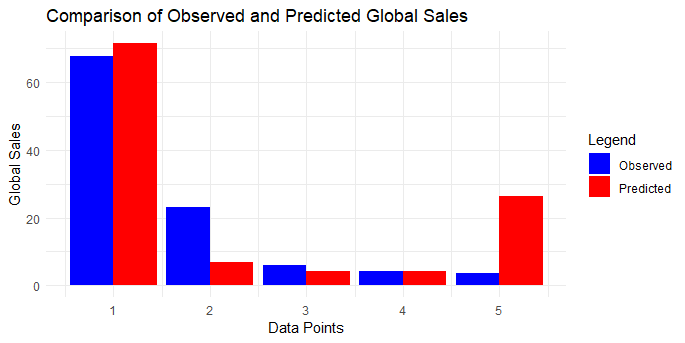 Comparison of Observed and Predicted Global Sales
Global Sales
60
40
20
0
1 2 3 4 5
Data Points
Legend
Observed
Predicted